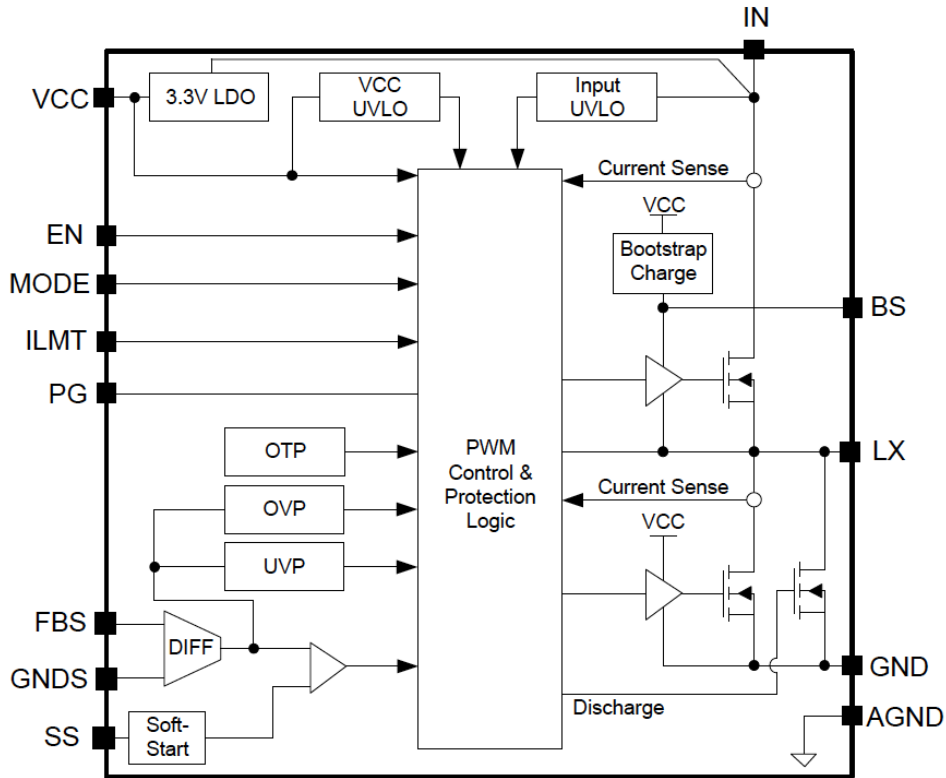 IN
VCC
3.3V LDO
VCC
UVLO
Input
UVLO
Current Sense
VCC
EN
Bootstrap
Charge
MODE
BS
ILMT
PG
OTP
PWM
Control &
Protection
Logic
LX
OVP
Current Sense
VCC
UVP
FBS
DIFF
GNDS
GND
Discharge
SS
Soft-
Start
AGND